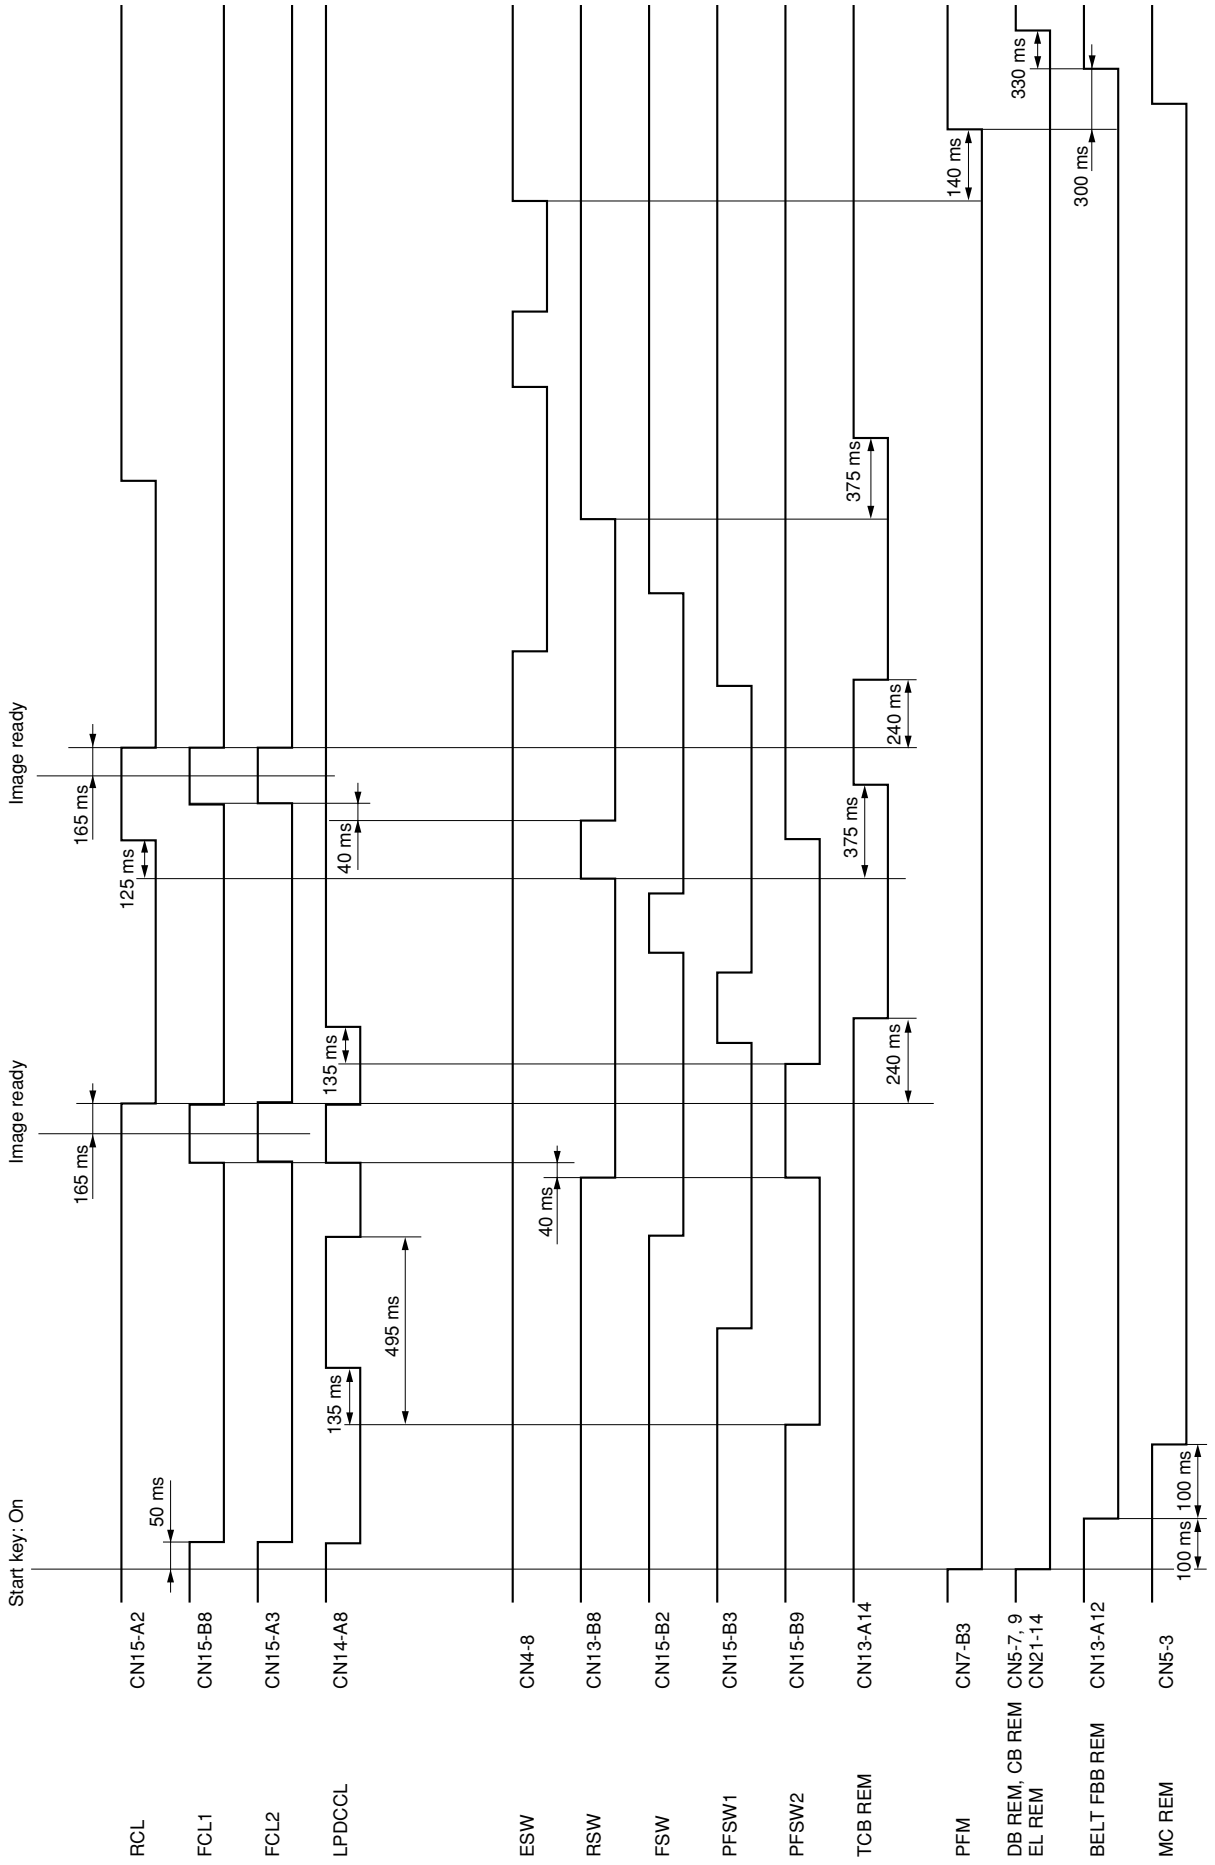 Start key: On
Image ready
Image ready
50 ms
165 ms
165 ms
125 ms
RCL CN15-A2
FCL1 CN15-B8
FCL2 CN15-A3
LPDCCL CN14-A8
135 ms
135 ms
40 ms
495 ms
ESW CN4-8
40 ms
RSW CN13-B8
FSW CN15-B2
PFSW1 CN15-B3
PFSW2 CN15-B9
TCB REM CN13-A14
375 ms
375 ms
240 ms
240 ms
PFM CN7-B3
140 ms
DB REM, CB REM CN5-7, 9
EL REM CN21-14
330 ms
BELT FBB REM CN13-A12
300 ms
MC REM CN5-3
100 ms
100 ms